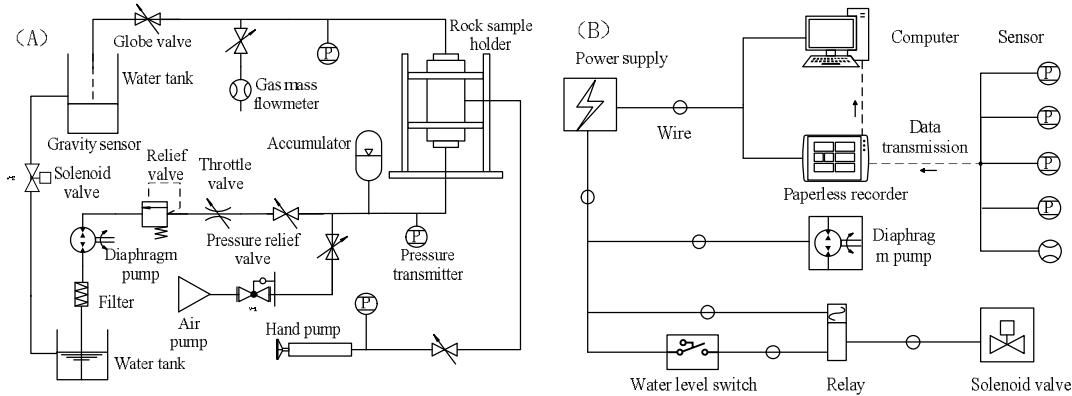 (A)
Globe valve
P
Rock sample
holder
Water tank
Gas mass
flowmeter
Gravity sensor
Accumulator
Solenoid
valve
Relief
valve
Throttle
valve
Pressure relief
valve
P
Pressure
transmitter
Diaphragm
pump
Filter
Air
pump
P
Hand pump
Water tank
(B)
Power supply
Computer
Sensor
P
P
P
P
Wire
Data
transmission
Paperless recorder
Diaphrag
m pump
Water level switch
Relay
Solenoid valve